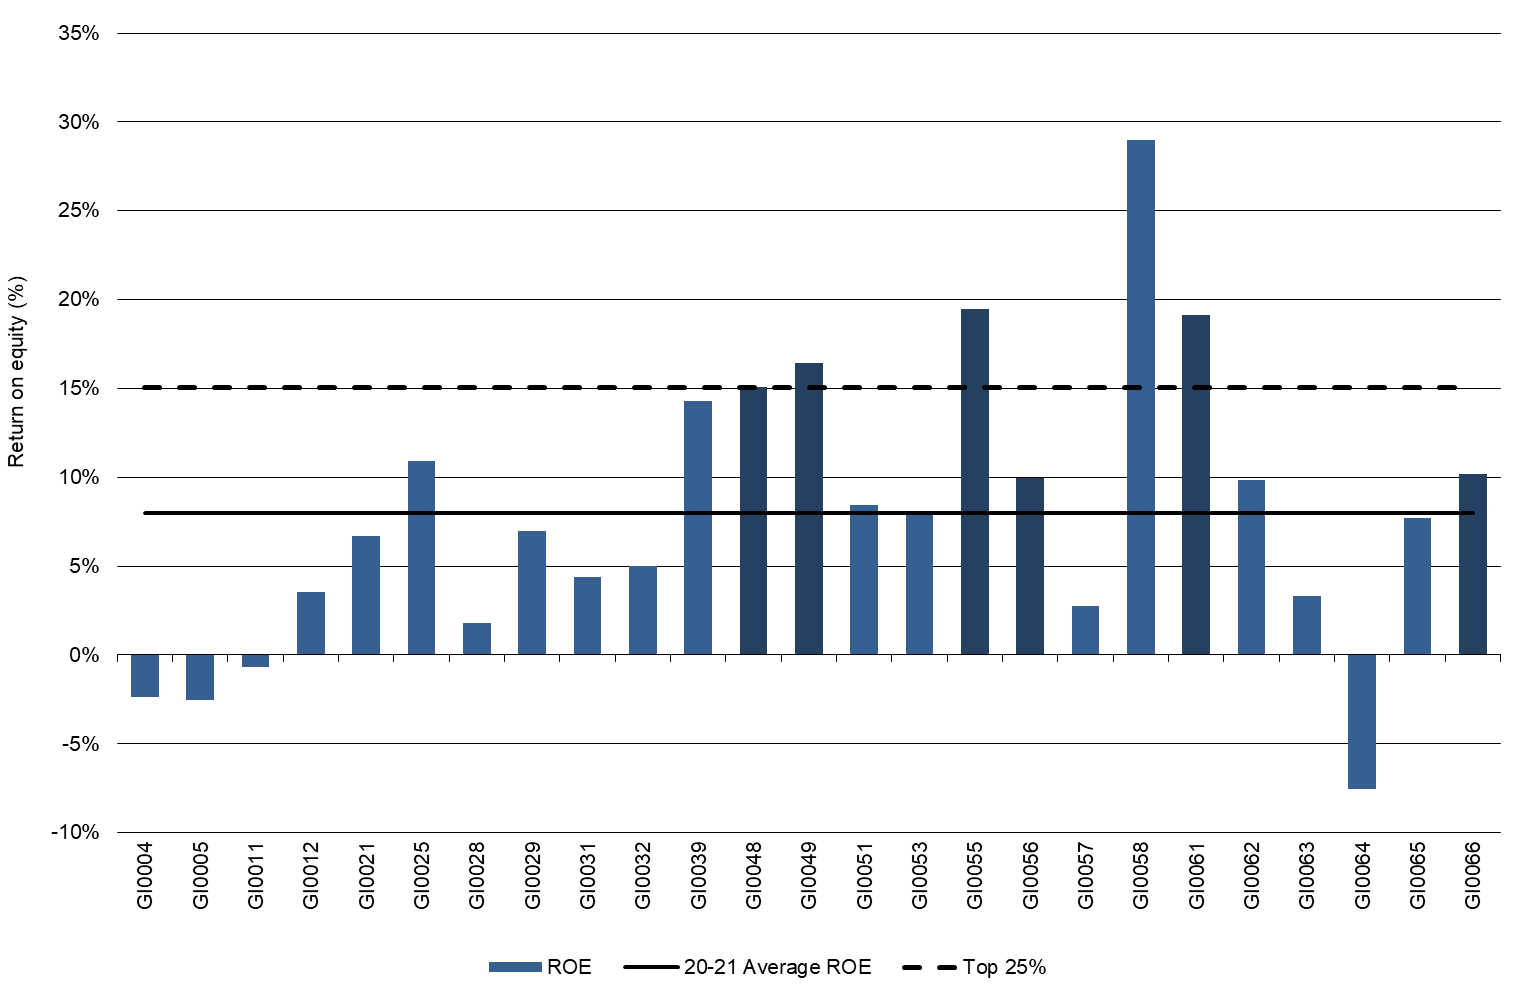 35%
30%
25%
20%
15%
10%
5%
0%
-5%
-10%
Return on equity (%)
GI0004
GI0005
GI0011
GI0012
GI0021
GI0025
GI0028
GI0029
GI0031
GI0032
GI0039
GI0048
GI0049
GI0051
GI0053
GI0055
GI0056
GI0057
GI0058
GI0061
GI0062
GI0063
GI0064
GI0065
GI0066
ROE
20-21 Average ROE
Top 25%